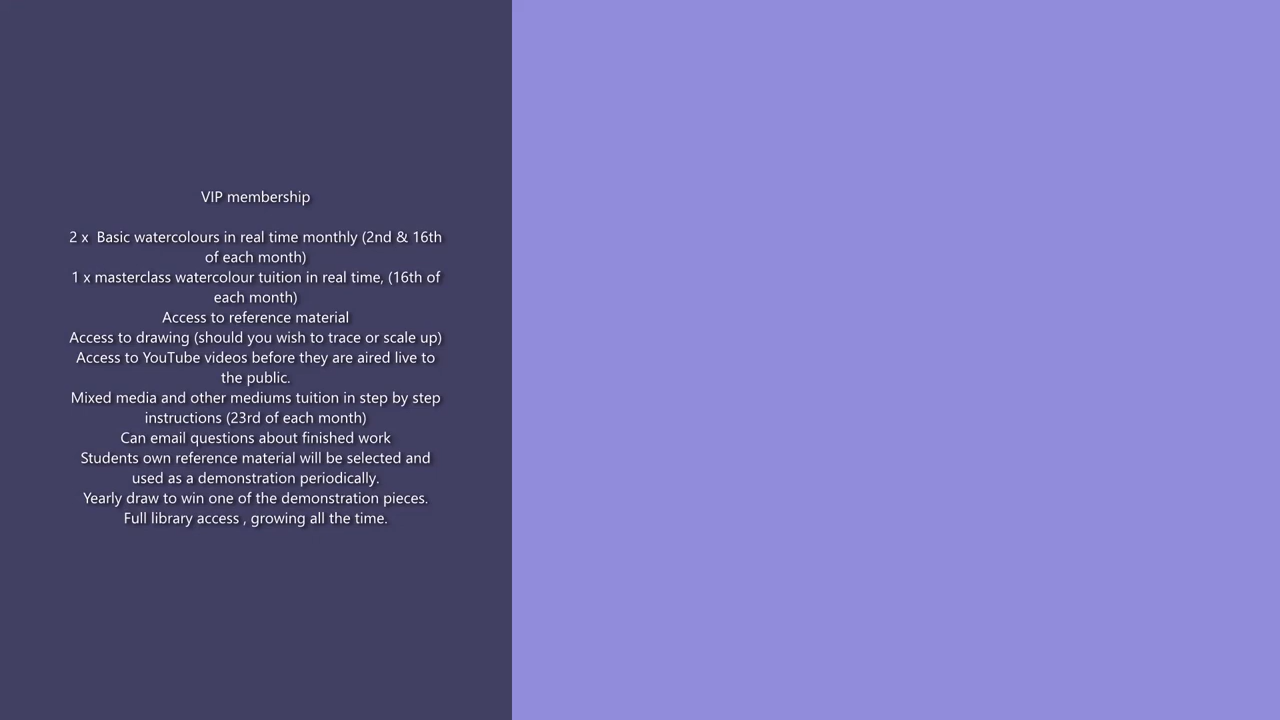 VIP membership
2 x  Basic watercolours in real time monthly (2nd & 16th
of each month)
1 x masterclass watercolour tuition in real time, (16th of
each month)
Access to reference material
Access to drawing (should you wish to trace or scale up)
Access to YouTube videos before they are aired live to
the public.
Mixed media and other mediums tuition in step by step
instructions (23rd of each month)
Can email questions about finished work
Students own reference material will be selected and
used as a demonstration periodically.
Yearly draw to win one of the demonstration pieces.
Full library access , growing all the time.